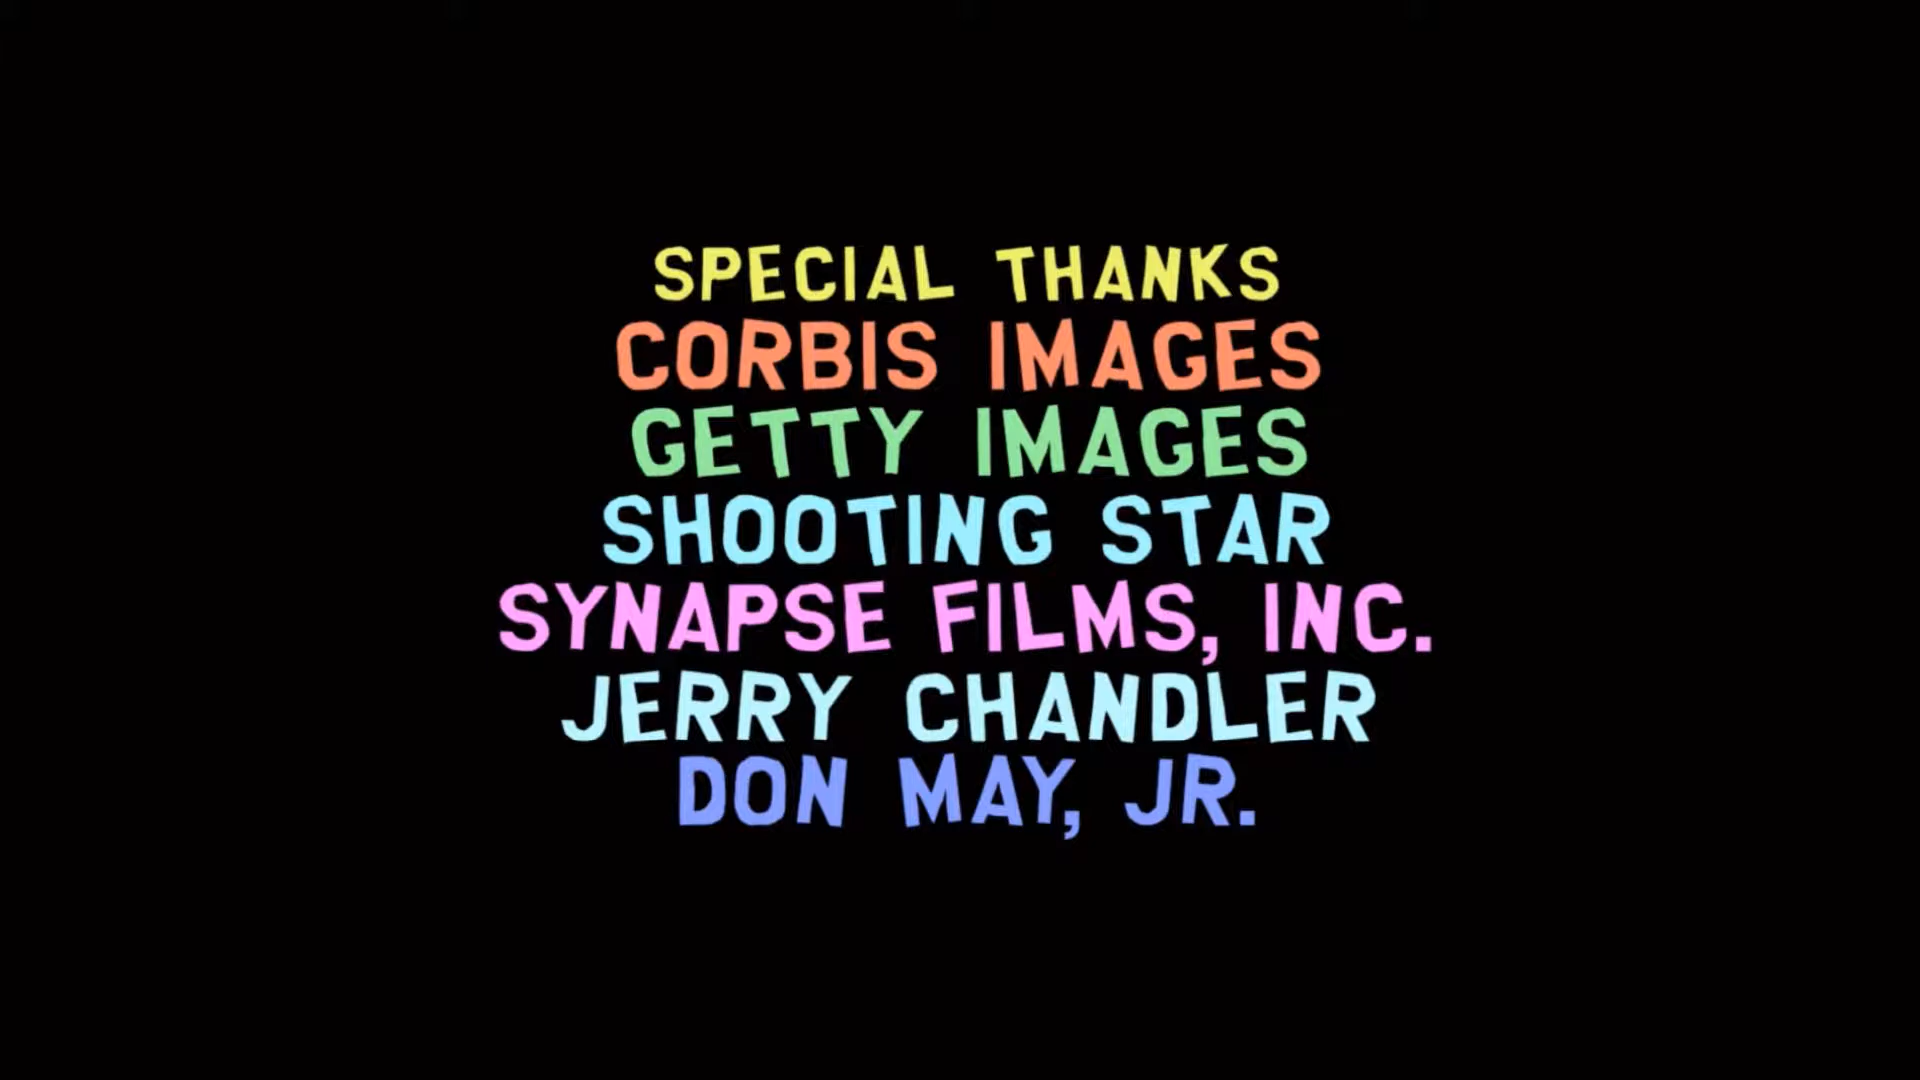 SPECIAL THANKS
CORBIS IMAGES
GETTY IMAGES
SHOOTING STAR
SYNAPSE FILMS, INC.
JERRY CHANDLER
DON MAY, JR.